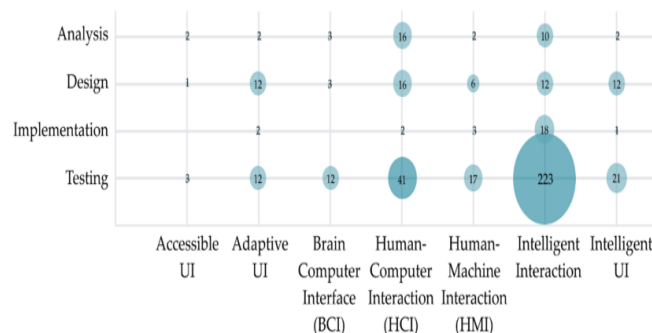 Analysis 2 2 3 16 2 10 2
Design 1 12 3 16 6 12 12
Implementation 2 2 3 18 1
Testing 3 12 12 41 17 223 21
Accessible Adaptive Brain Human- Human- Intelligent Intelligent
UI UI Computer Computer Machine Interaction UI
Interface Interaction Interaction
(BCI) (HCI) (HMI)